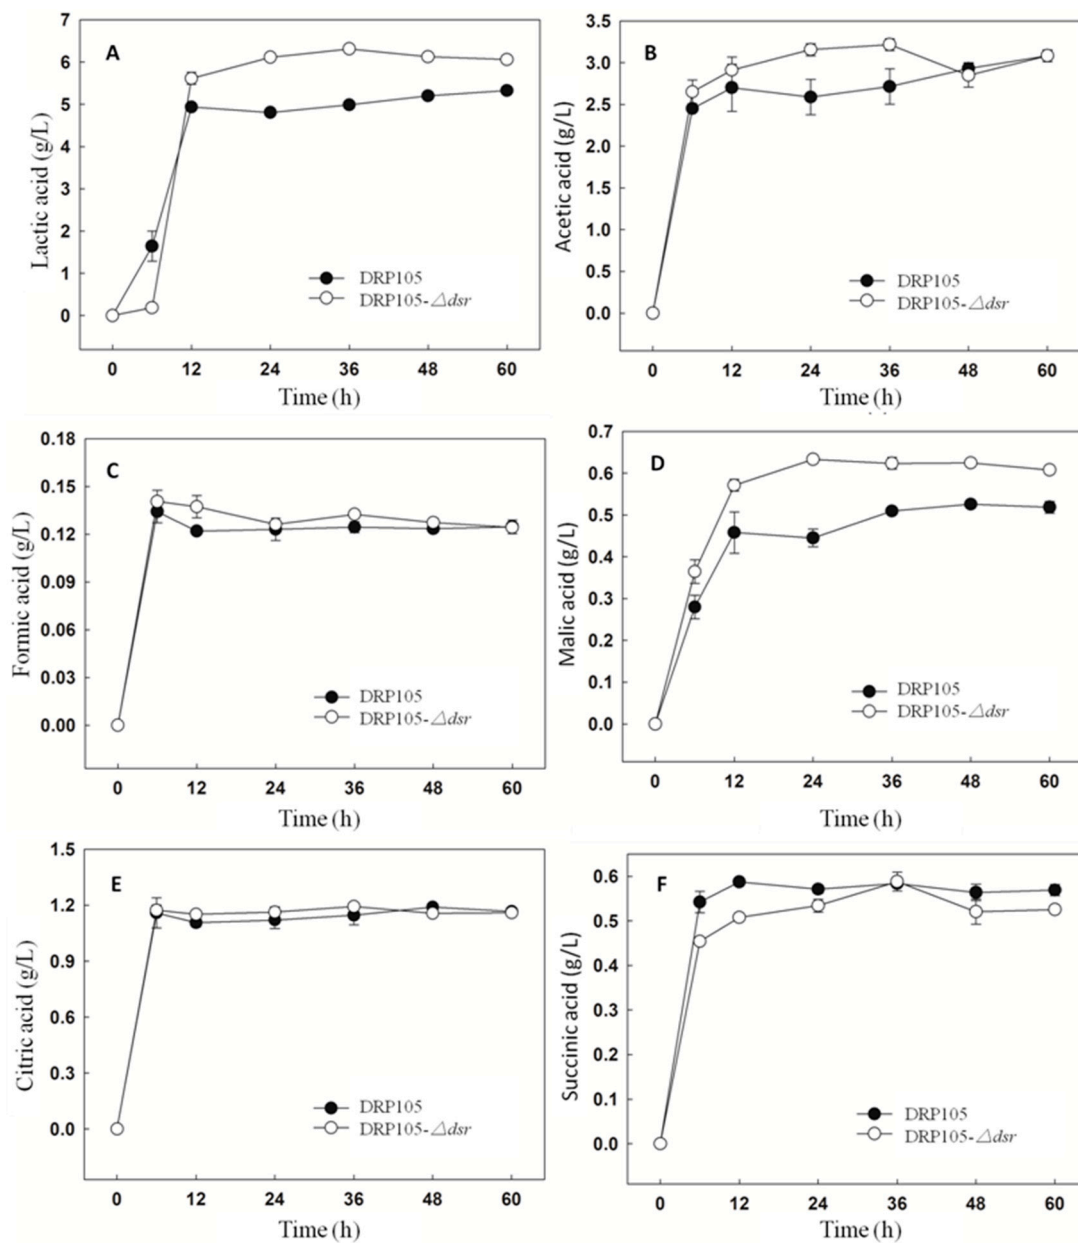 A
Lactic acid (g/L)
7
6
5
4
3
2
1
0
DRP105
DRP105-△dsr
0 12 24 36 48 60
Time (h)
B
Acetic acid (g/L)
3.5
3.0
2.5
2.0
1.5
1.0
0.5
0.0
DRP105
DRP105-△dsr
0 12 24 36 48 60
Time (h)
C
Formic acid (g/L)
0.18
0.15
0.12
0.09
0.06
0.03
0.00
DRP105
DRP105-△dsr
0 12 24 36 48 60
Time (h)
D
Malic acid (g/L)
0.7
0.6
0.5
0.4
0.3
0.2
0.1
0.0
DRP105
DRP105-△dsr
0 12 24 36 48 60
Time (h)
E
Citric acid (g/L)
1.5
1.2
0.9
0.6
0.3
0.0
DRP105
DRP105-△dsr
0 12 24 36 48 60
Time (h)
F
Succinic acid (g/L)
0.6
0.5
0.4
0.3
0.2
0.1
0.0
DRP105
DRP105-△dsr
0 12 24 36 48 60
Time (h)